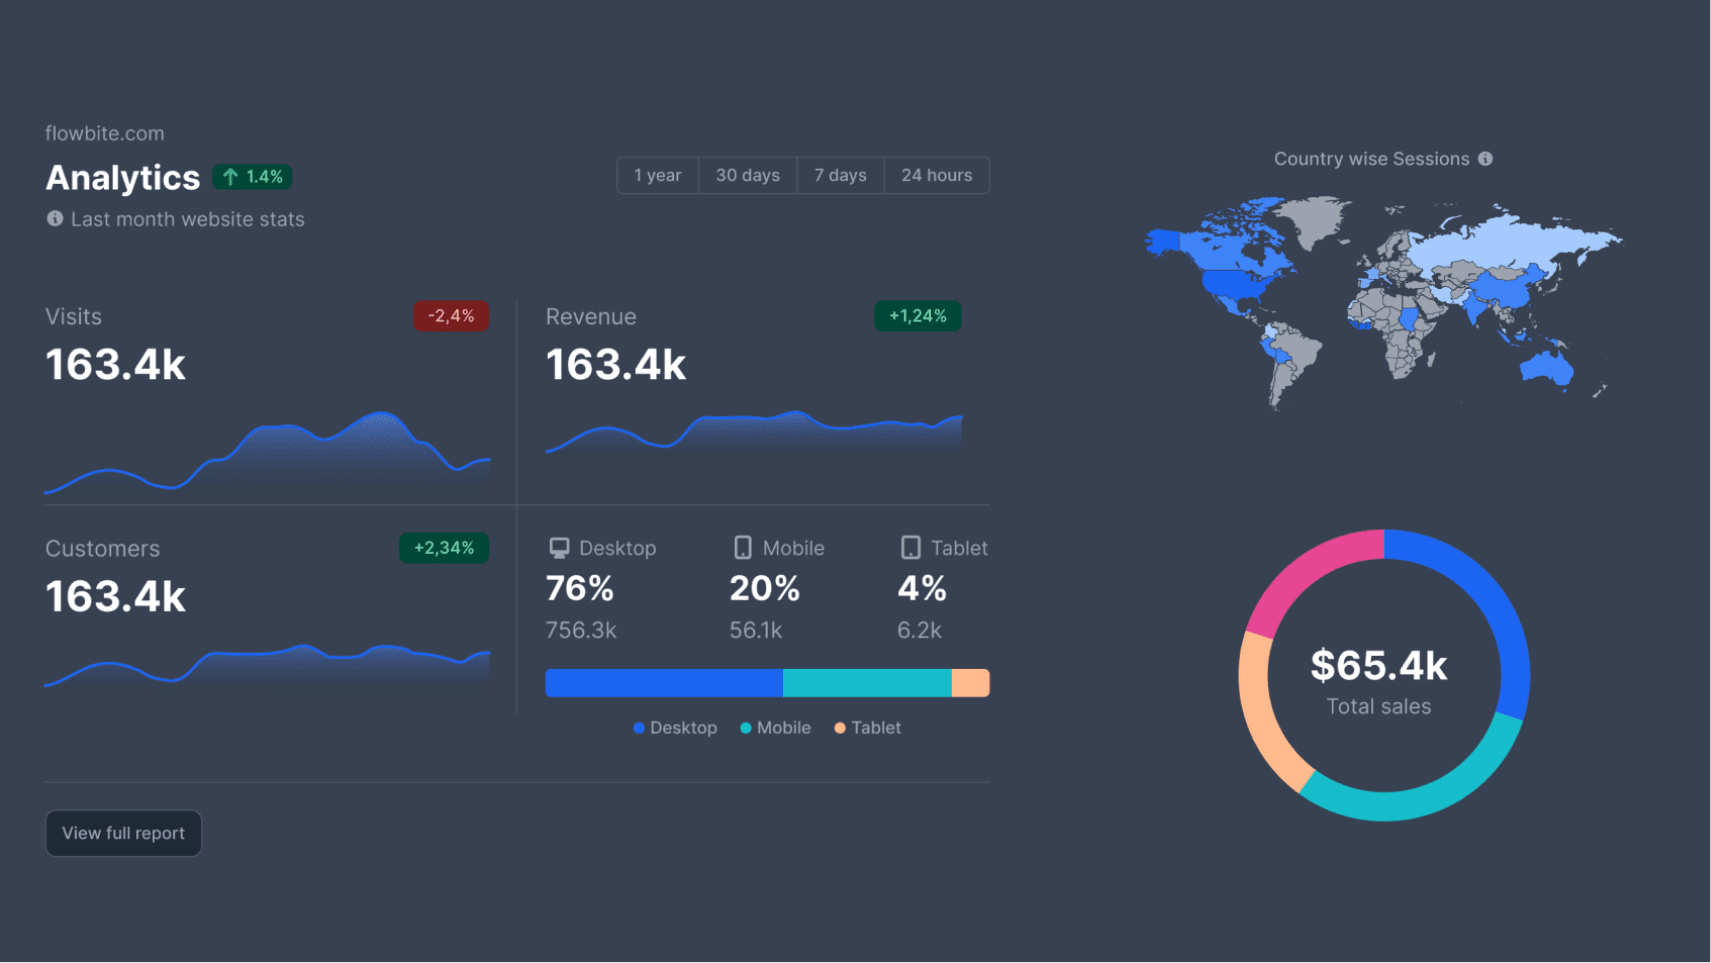 flowbite.com
Analytics 1.4%
Last month website stats
1 year 30 days 7 days 24 hours
Visits -2,4%
163.4k
Revenue +1,24%
163.4k
Customers +2,34%
163.4k
Desktop Mobile Tablet
76% 20% 4%
756.3k 56.1k 6.2k
Desktop Mobile Tablet
View full report
Country wise Sessions
$65.4k
Total sales